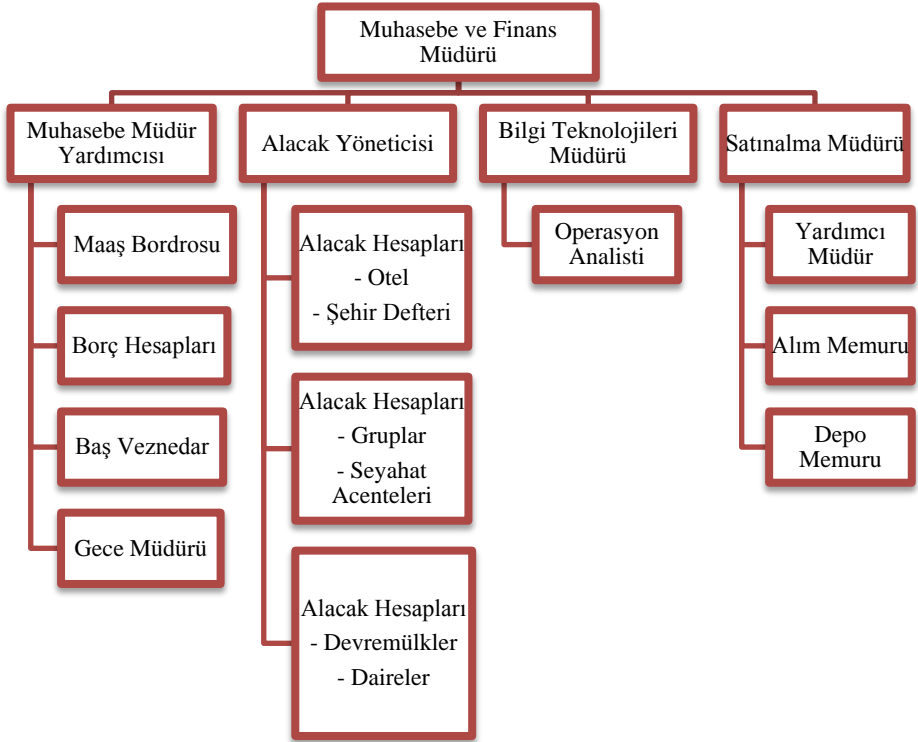 Muhasebe ve Finans
Müdürü
Muhasebe Müdür
Yardımcısı
Maaş Bordrosu
Borç Hesapları
Baş Veznedar
Gece Müdürü
Alacak Yöneticisi
Alacak Hesapları
- Otel
- Şehir Defteri
Alacak Hesapları
- Gruplar
- Seyahat
Acenteleri
Alacak Hesapları
- Devremülkler
- Daireler
Bilgi Teknolojileri
Müdürü
Operasyon
Analisti
Satınalma Müdürü
Yardımcı
Müdür
Alım Memuru
Depo
Memuru